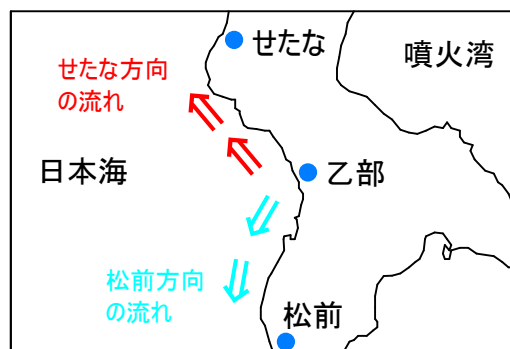 せたな
噴火湾
せたな方向
の流れ
日本海
乙部
松前方向
の流れ
松前